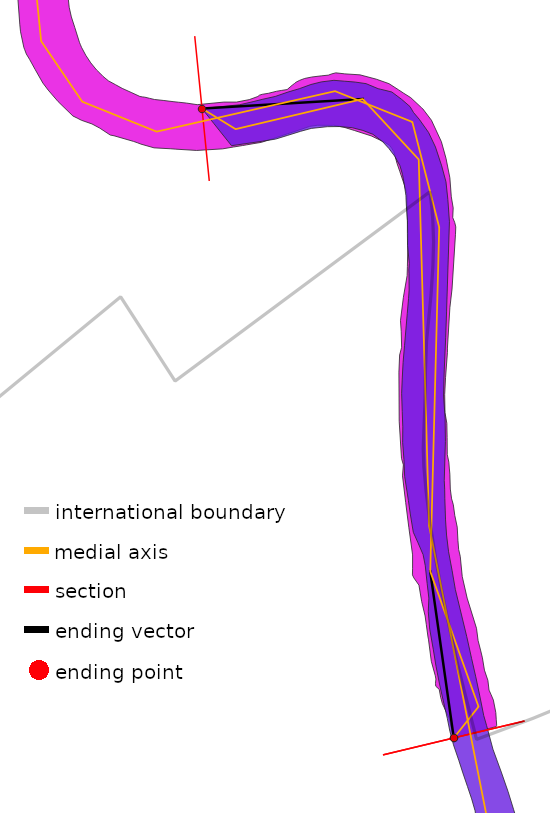 international boundary
medial axis
section
ending vector
ending point